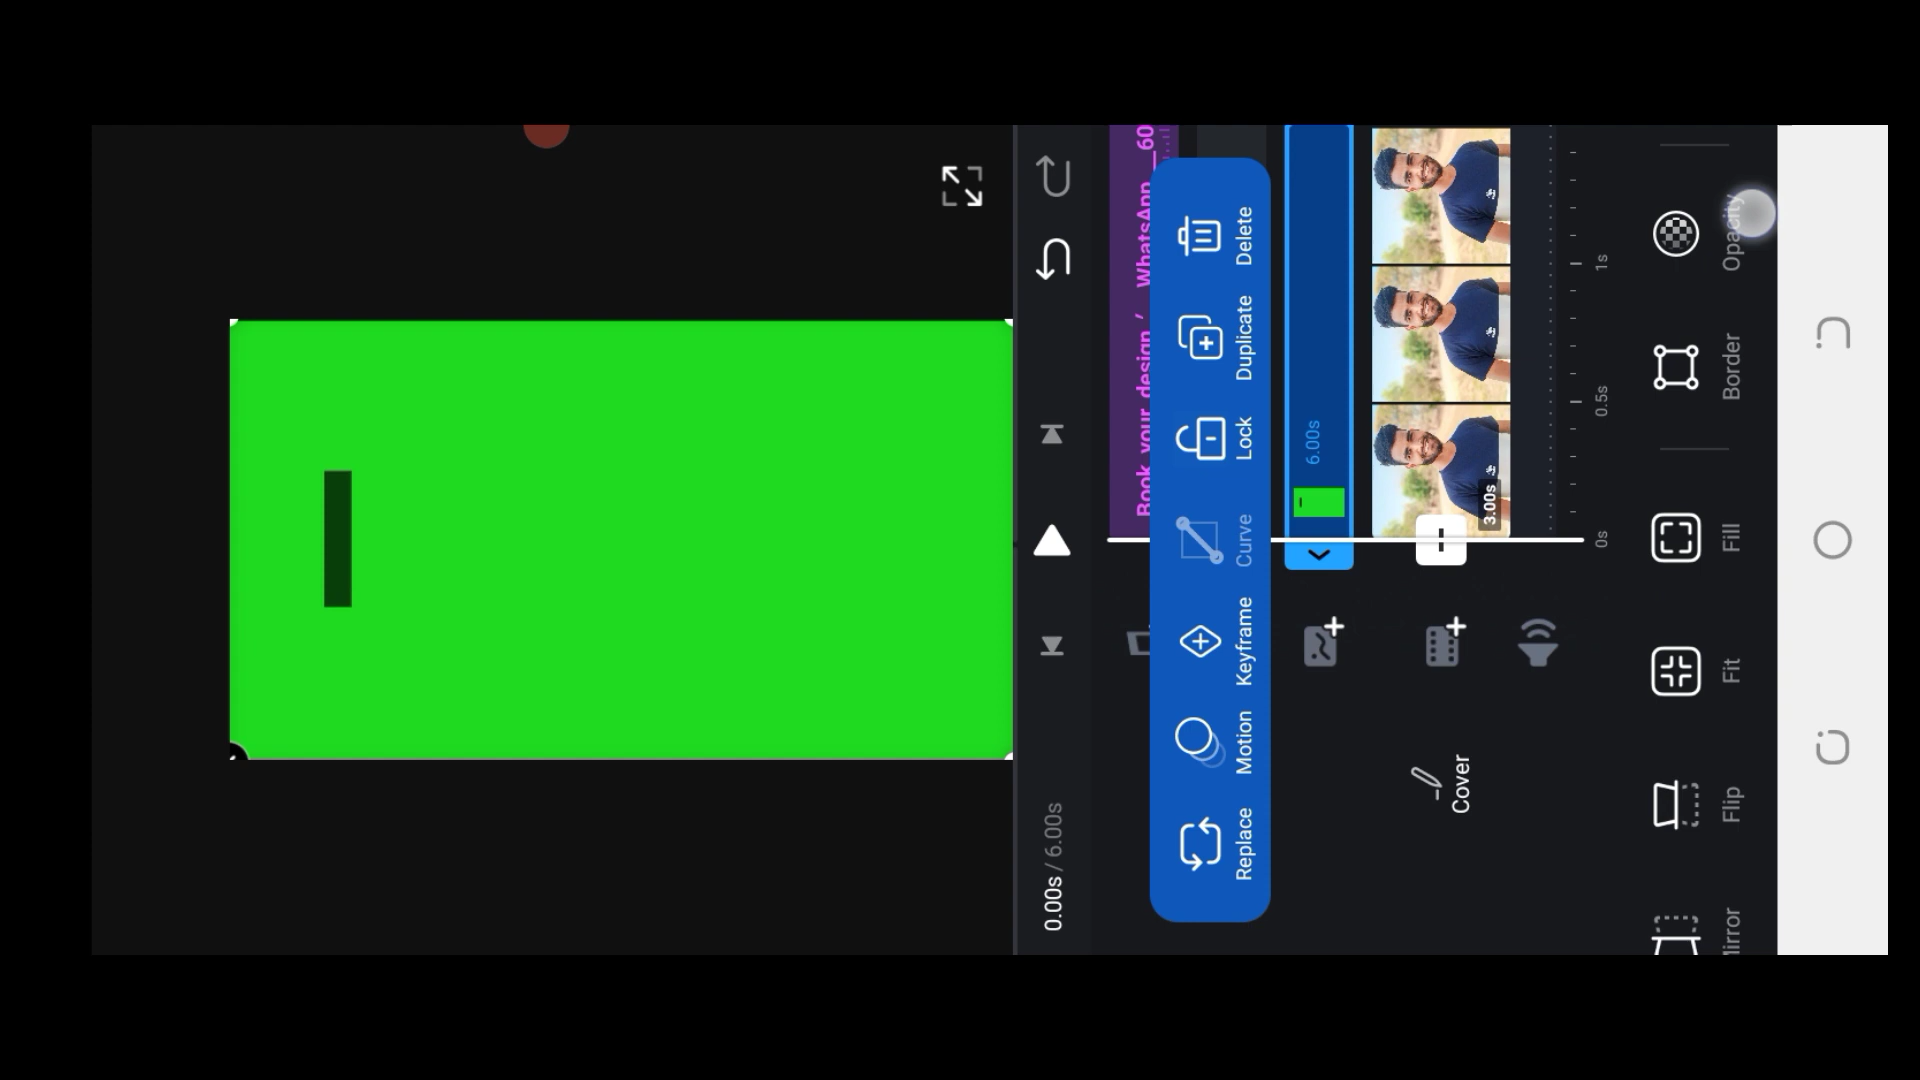 0.00s / 6.00s
Book your design ' WhatsApp _60
Replace
Motion
Keyframe
Curve
Lock
Duplicate
Delete
6.00s
Cover
3.00s
0s
0.5s
1s
Flip
Fit
Fill
Border
Opacity